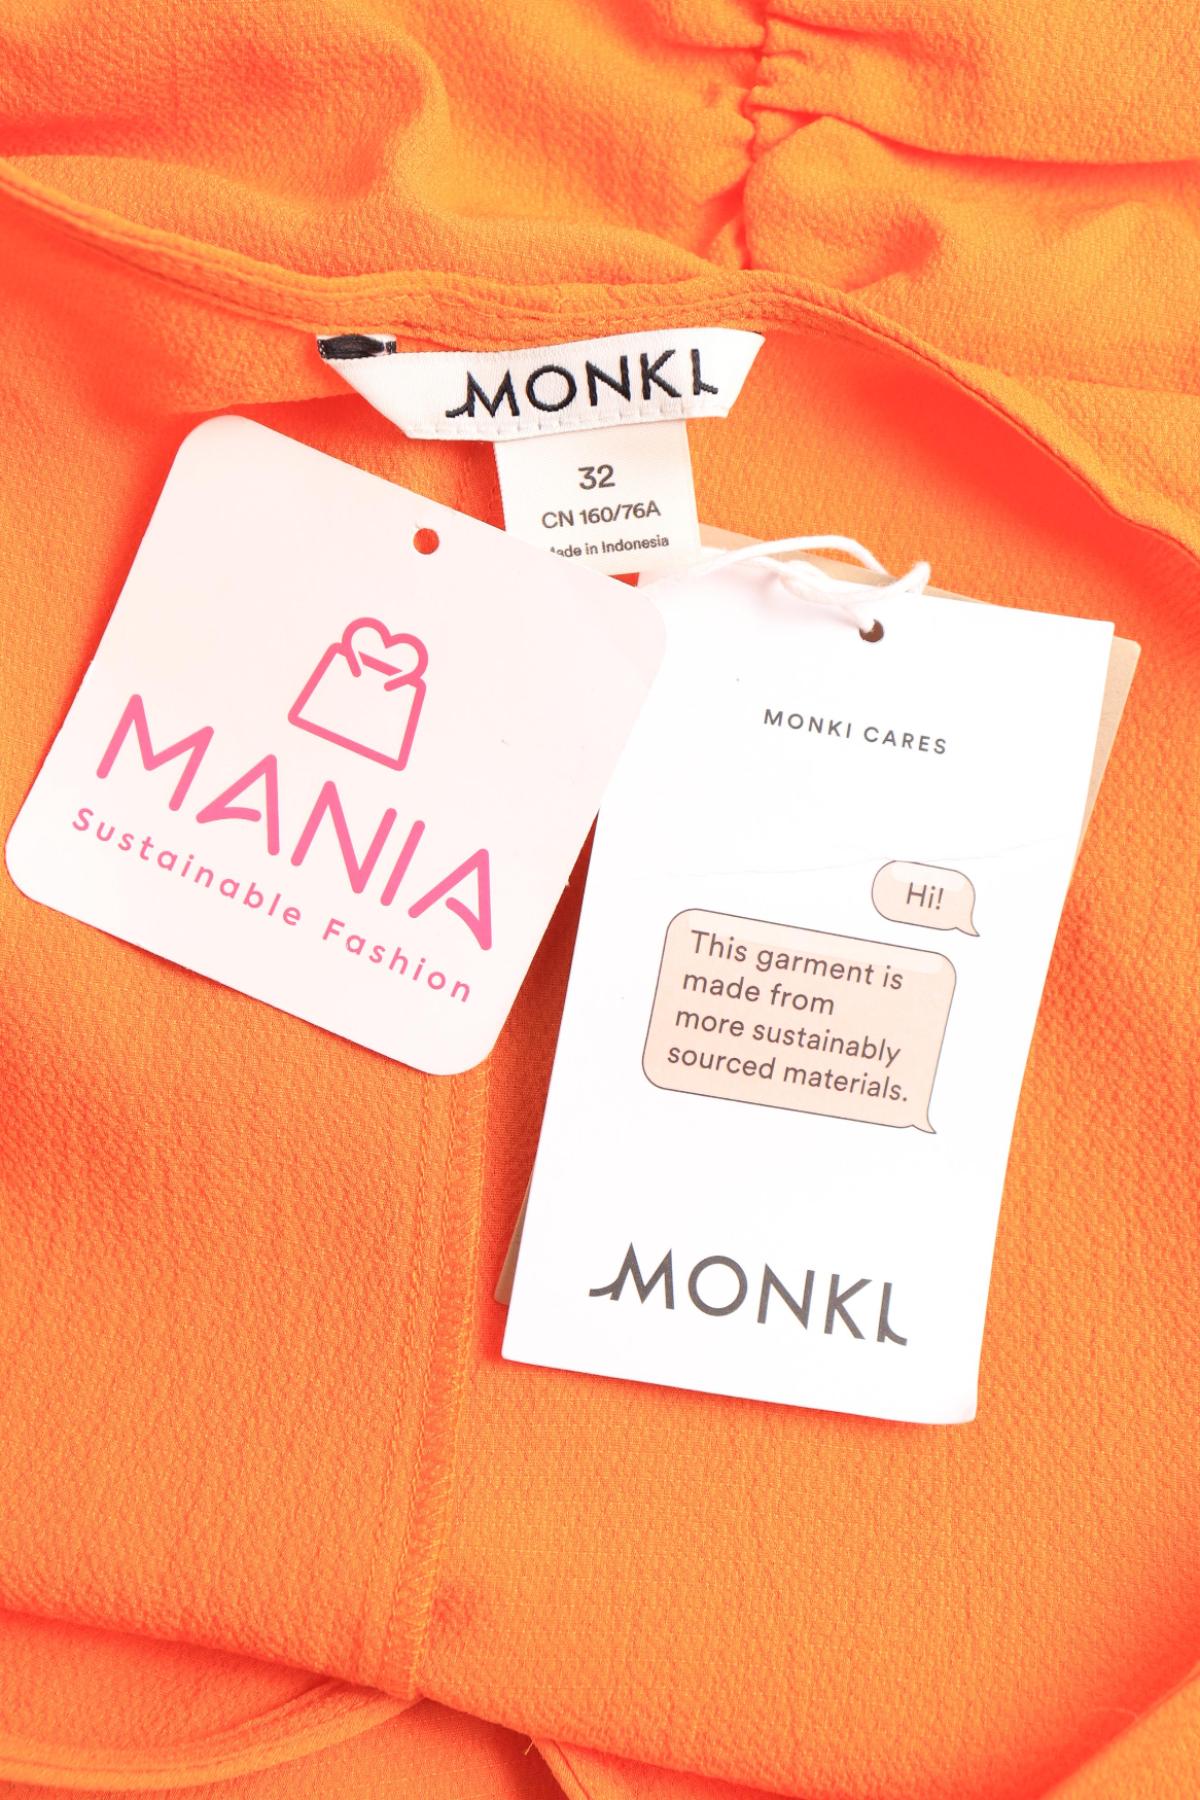 MONKI
32
CN 160/76A
Made in Indonesia
MANIA
Sustainable Fashion
MONKI CARES
Hi!
This garment is
made from
more sustainably
sourced materials.
MONKI